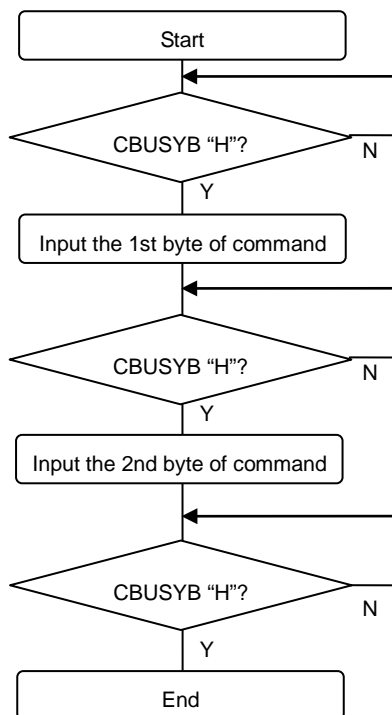 Start
CBUSYB “H”?
N
Y
Input the 1st byte of command
CBUSYB “H”?
N
Y
Input the 2nd byte of command
CBUSYB “H”?
N
Y
End